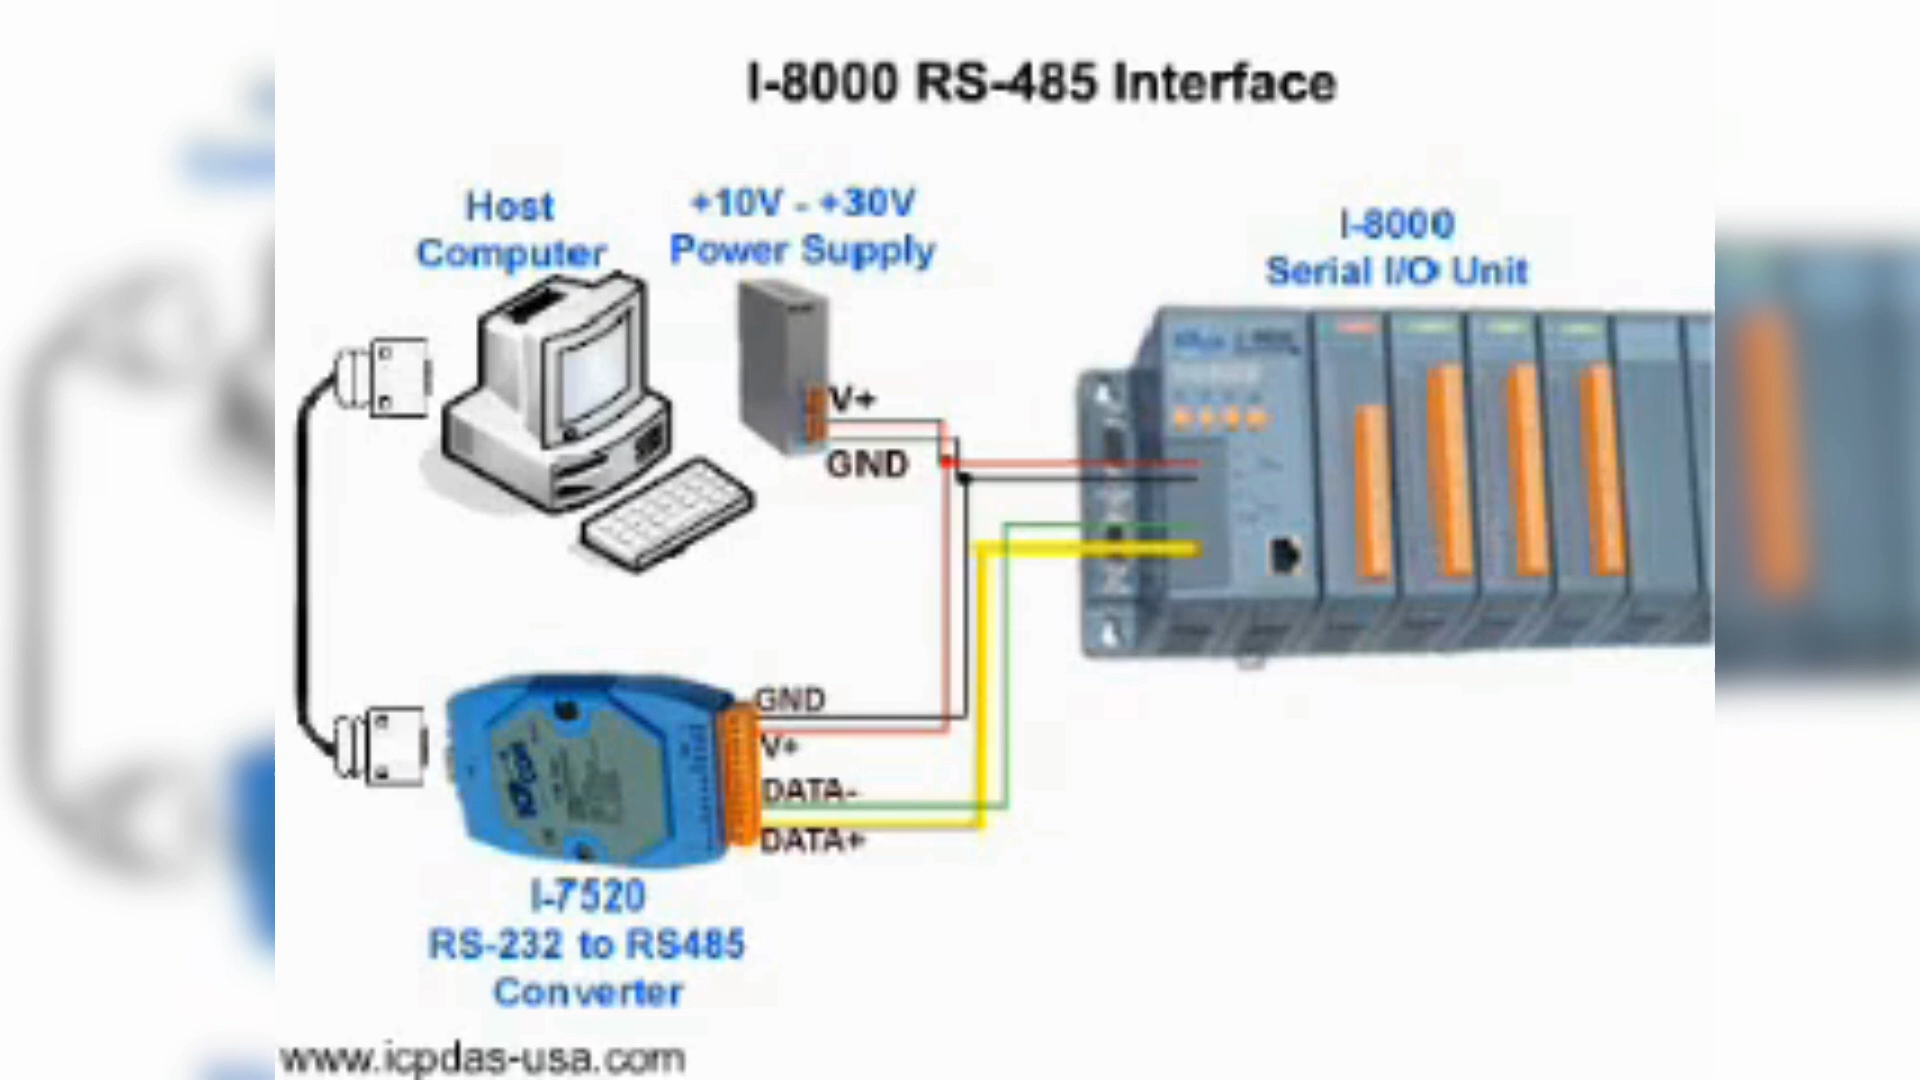 I-8000 RS-485 Interface
Host
Computer
+10V - +30V
Power Supply
I-8000
Serial I/O Unit
V+
GND
GND
V+
DATA-
DATA+
I-7520
RS-232 to RS485
Converter
www.icpdas-usa.com